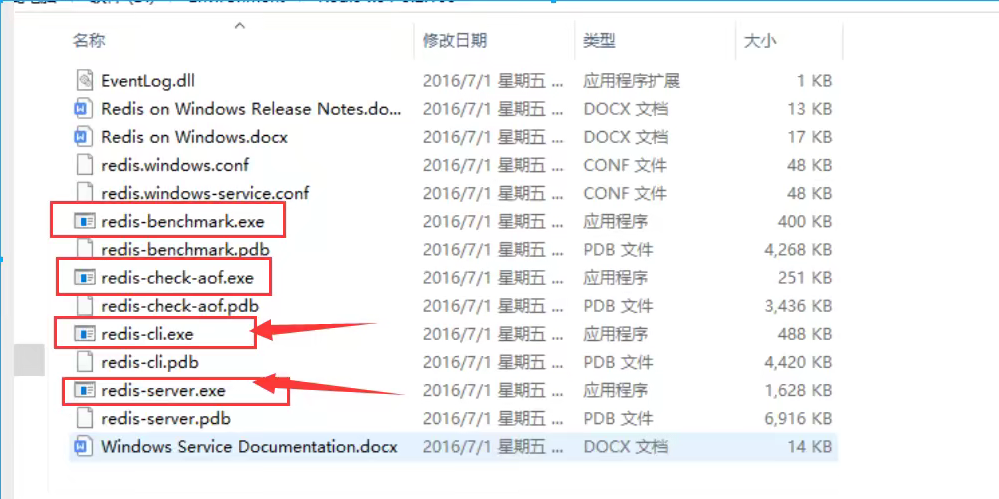 名称 修改日期 类型 大小
EventLog.dll 2016/7/1 星期五 ... 应用程序扩展 1 KB
Redis on Windows Release Notes.do... 2016/7/1 星期五 ... DOCX 文档 13 KB
Redis on Windows.docx 2016/7/1 星期五 ... DOCX 文档 17 KB
redis.windows.conf 2016/7/1 星期五 ... CONF 文件 48 KB
redis.windows-service.conf 2016/7/1 星期五 ... CONF 文件 48 KB
redis-benchmark.exe 2016/7/1 星期五 ... 应用程序 400 KB
redis-benchmark.pdb 2016/7/1 星期五 ... PDB 文件 4,268 KB
redis-check-aof.exe 2016/7/1 星期五 ... 应用程序 251 KB
redis-check-aof.pdb 2016/7/1 星期五 ... PDB 文件 3,436 KB
redis-cli.exe 2016/7/1 星期五 ... 应用程序 488 KB
redis-cli.pdb 2016/7/1 星期五 ... PDB 文件 4,420 KB
redis-server.exe 2016/7/1 星期五 ... 应用程序 1,628 KB
redis-server.pdb 2016/7/1 星期五 ... PDB 文件 6,916 KB
Windows Service Documentation.docx 2016/7/1 星期五 ... DOCX 文档 14 KB